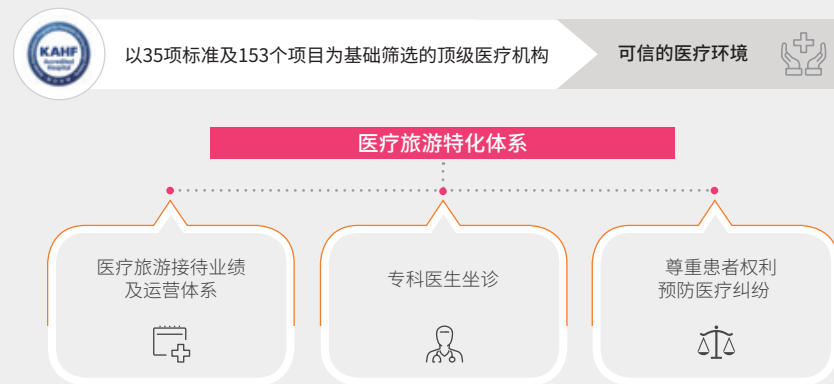 KAHF
Accredited
Hospital
以35项标准及153个项目为基础筛选的顶级医疗机构
可信的医疗环境
医疗旅游特化体系
医疗旅游接待业绩
及运营体系
专科医生坐诊
尊重患者权利
预防医疗纠纷